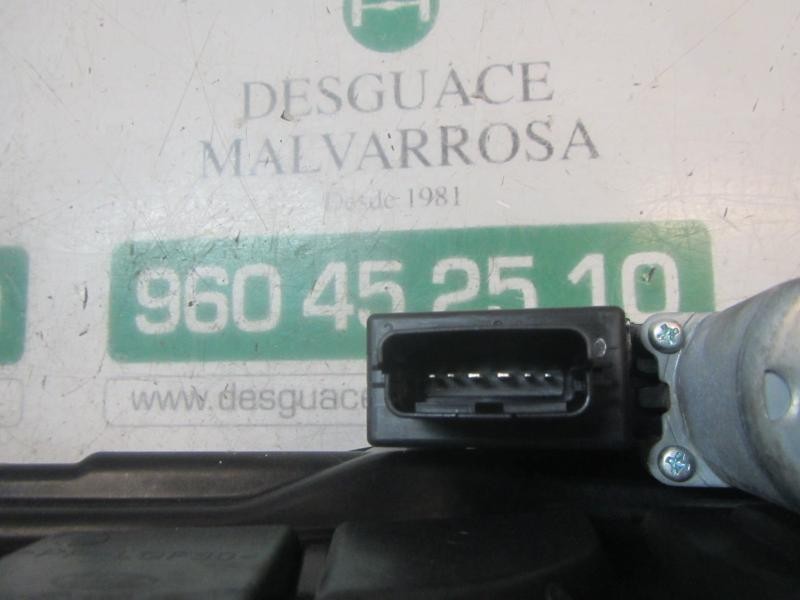 DESGUACE
MALVARROSA
Desde 1981
960 45 25 10
www.desguace